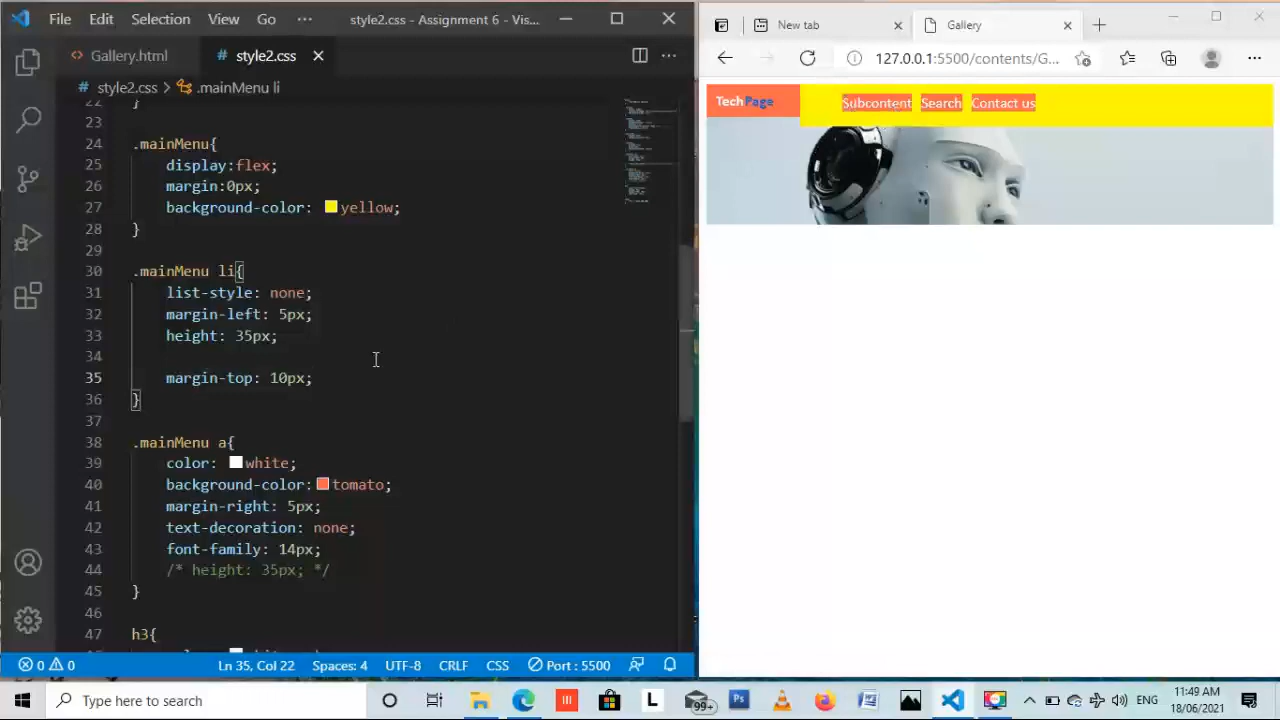 File Edit Selection View Go ··· style2.css - Assignment 6 - Vis...
Gallery.html # style2.css
# style2.css > .mainMenu li
22 }
23
24 .mainMenu{
25 display:flex;
26 margin:0px;
27 background-color: yellow;
28 }
29
30 .mainMenu li{
31 list-style: none;
32 margin-left: 5px;
33 height: 35px;
34
35 margin-top: 10px;
36 }
37
38 .mainMenu a{
39 color: white;
40 background-color: tomato;
41 margin-right: 5px;
42 text-decoration: none;
43 font-family: 14px;
44 /* height: 35px; */
45 }
46
47 h3{
0 0 Ln 35, Col 22 Spaces: 4 UTF-8 CRLF CSS Port : 5500
New tab Gallery
127.0.0.1:5500/contents/G...
TechPage Subcontent Search Contact us
Type here to search L 99+ Ps ENG 11:49 AM
18/06/2021